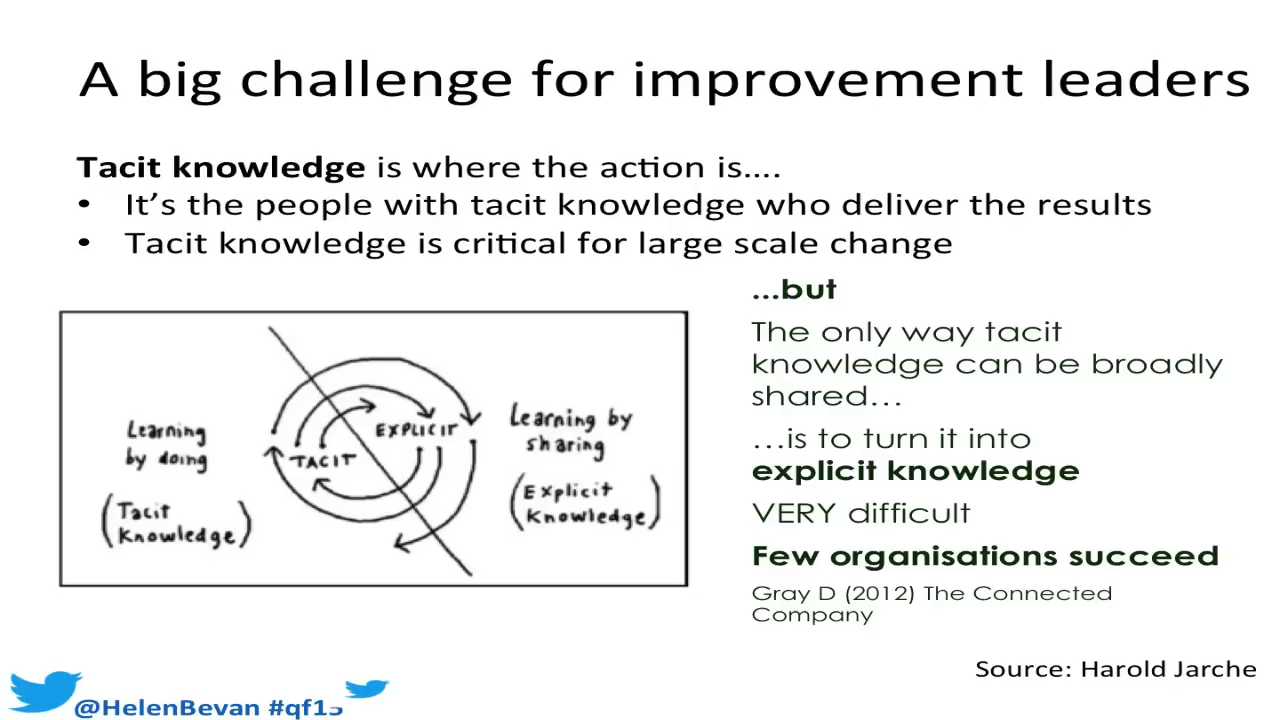 A big challenge for improvement leaders
Tacit knowledge is where the action is....
• It's the people with tacit knowledge who deliver the results
• Tacit knowledge is critical for large scale change
...but
The only way tacit
knowledge can be broadly
shared...
...is to turn it into
explicit knowledge
VERY difficult
Few organisations succeed
Gray D (2012) The Connected
Company
Learning
by doing
(Tacit
Knowledge)
TACIT
EXPLICIT
Learning by
sharing
(Explicit
Knowledge)
Source: Harold Jarche
@HelenBevan #qf15